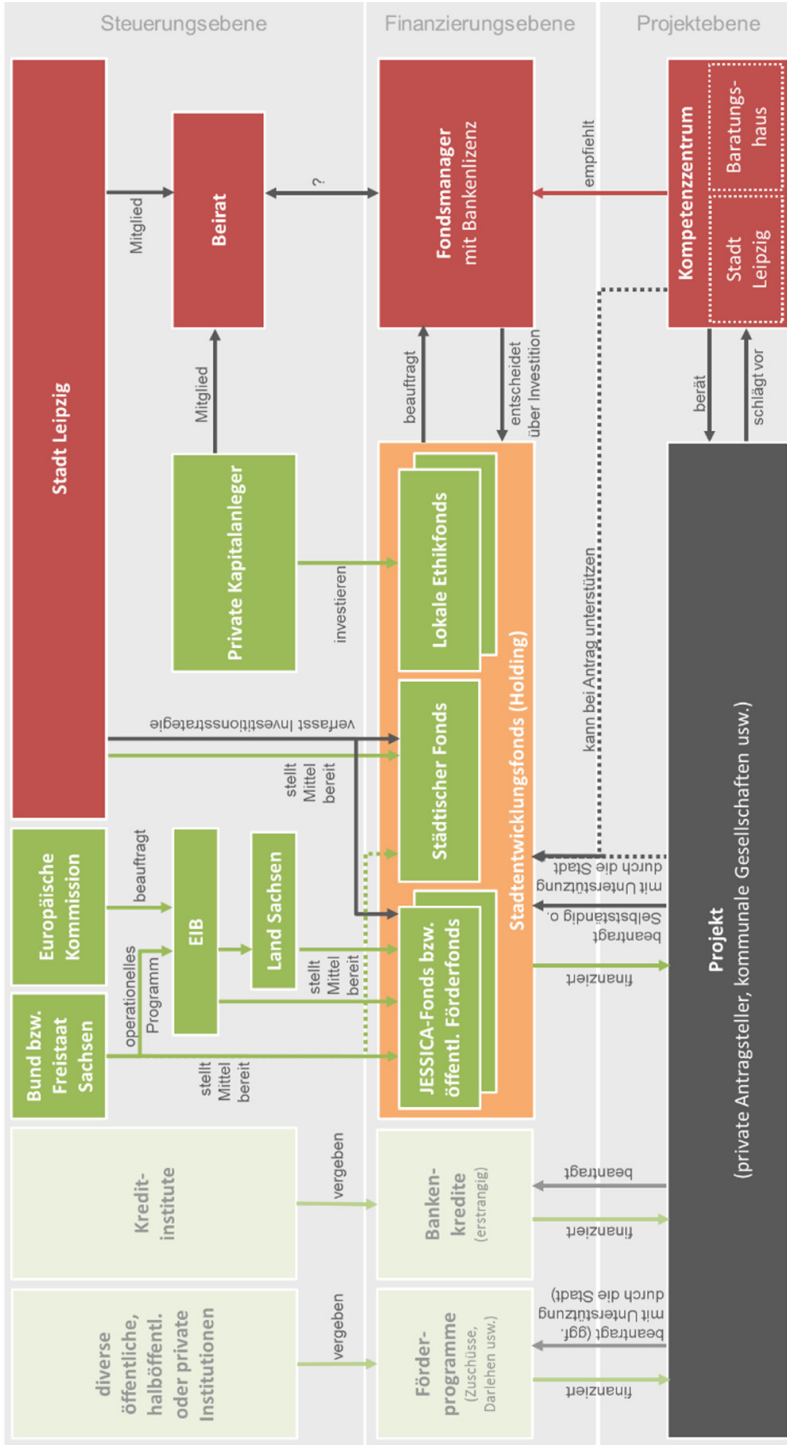 Steuerungsebene
Finanzierungsebene
Projektebene
diverse
öffentliche,
halböffentl.
oder private
Institutionen
Kredit-
institute
Bund bzw.
Freistaat
Sachsen
Europäische
Kommission
Stadt Leipzig
operationelles
Programm
beauftragt
EIB
Land Sachsen
Private Kapitalanleger
Mitglied
Beirat
Mitglied
vergeben
vergeben
stellt
Mittel
bereit
stellt
Mittel
bereit
stellt
Mittel
bereit
verfasst Investitionsstrategie
investieren
?
Förder-
programme
(Zuschüsse,
Darlehen usw.)
Banken-
kredite
(erstrangig)
JESSICA-Fonds bzw.
öffentl. Förderfonds
Städtischer Fonds
Lokale Ethikfonds
Stadtentwicklungsfonds (Holding)
beauftragt
entscheidet
über Investition
Fondsmanager
mit Bankenlizenz
finanziert
beantragt (ggf.
mit Unterstützung
durch die Stadt)
finanziert
beantragt
finanziert
beantragt
Selbstständig o.
mit Unterstützung
durch die Stadt
kann bei Antrag unterstützen
empfiehlt
Projekt
(private Antragsteller, kommunale Gesellschaften usw.)
berät
schlägt vor
Kompetenzzentrum
Stadt
Leipzig
Baratungs-
haus